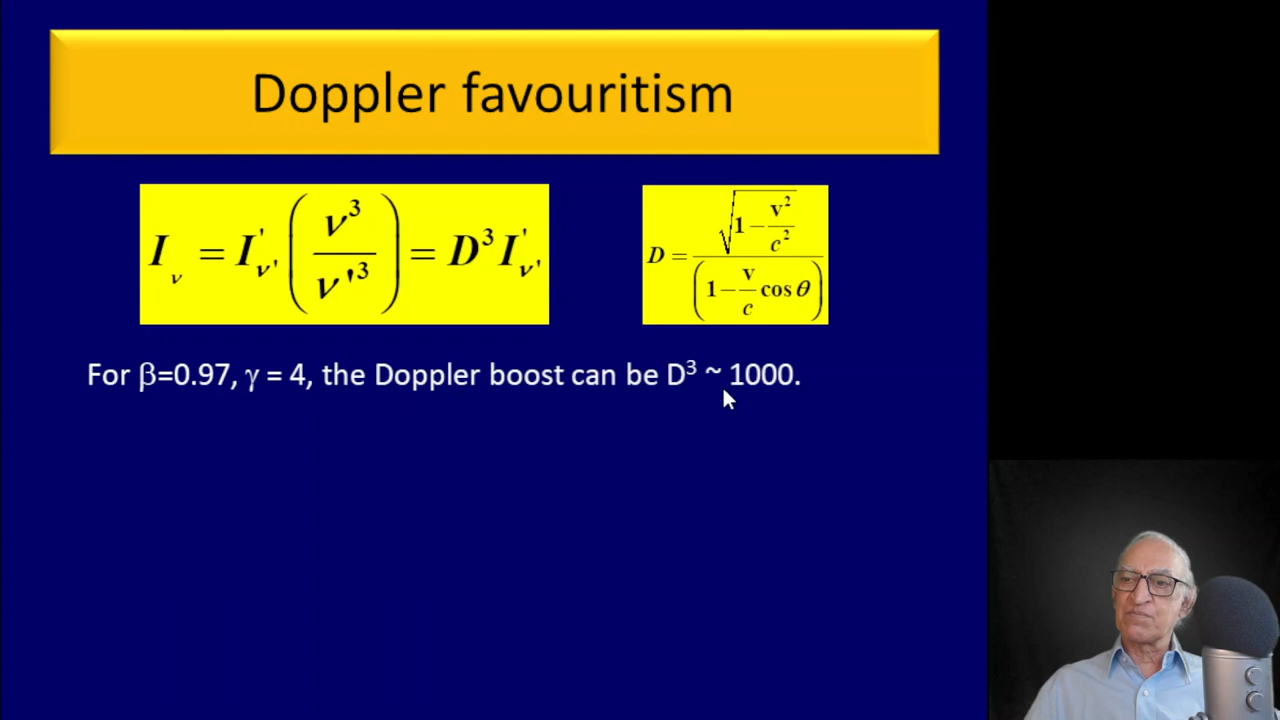 Doppler favouritism
I_ν = I'_ν' (ν³/ν'³) = D³ I'_ν'
D = √(1 − v²/c²) / (1 − v/c cos θ)
For β=0.97, γ = 4, the Doppler boost can be D³ ~ 1000.